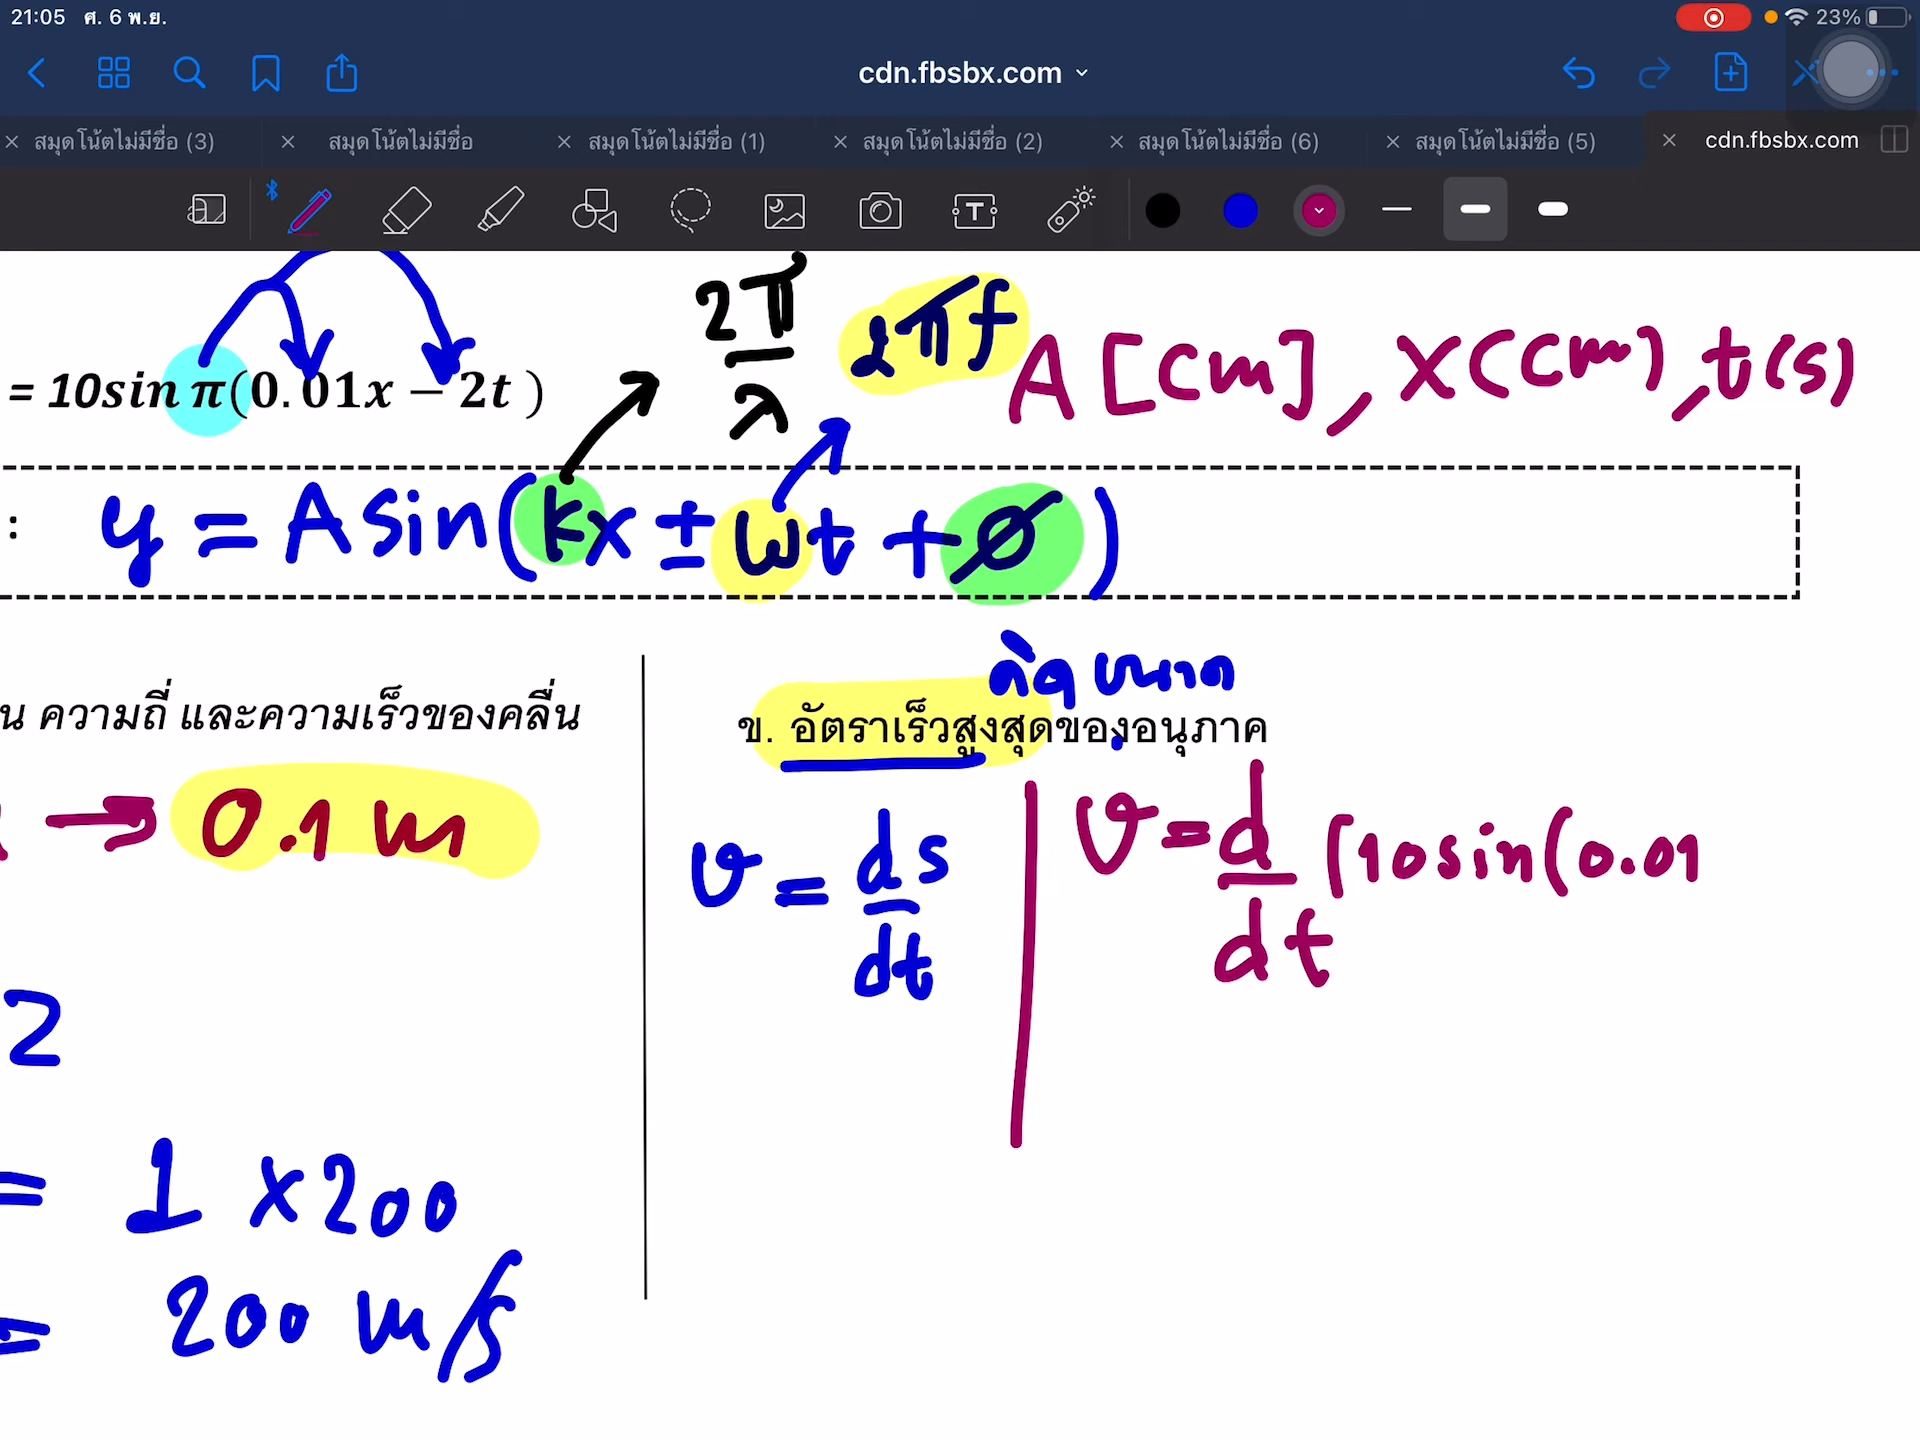 21:05 ศ. 6 พ.ย. 23%
cdn.fbsbx.com
สมุดโน้ตไม่มีชื่อ (3) สมุดโน้ตไม่มีชื่อ สมุดโน้ตไม่มีชื่อ (1) สมุดโน้ตไม่มีชื่อ (2) สมุดโน้ตไม่มีชื่อ (6) สมุดโน้ตไม่มีชื่อ (5) cdn.fbsbx.com
2π/λ 2πf
= 10sin π(0.01x − 2t ) A [cm], x(cm), t(s)
: y = A sin(kx ± ωt + ø)
คิดขนาด
น ความถี่ และความเร็วของคลื่น
ข. อัตราเร็วสูงสุดของอนุภาค
→ 0.1 m
v = ds/dt
v = d/dt (10sin(0.01
2
= 1 x 200
= 200 m/s